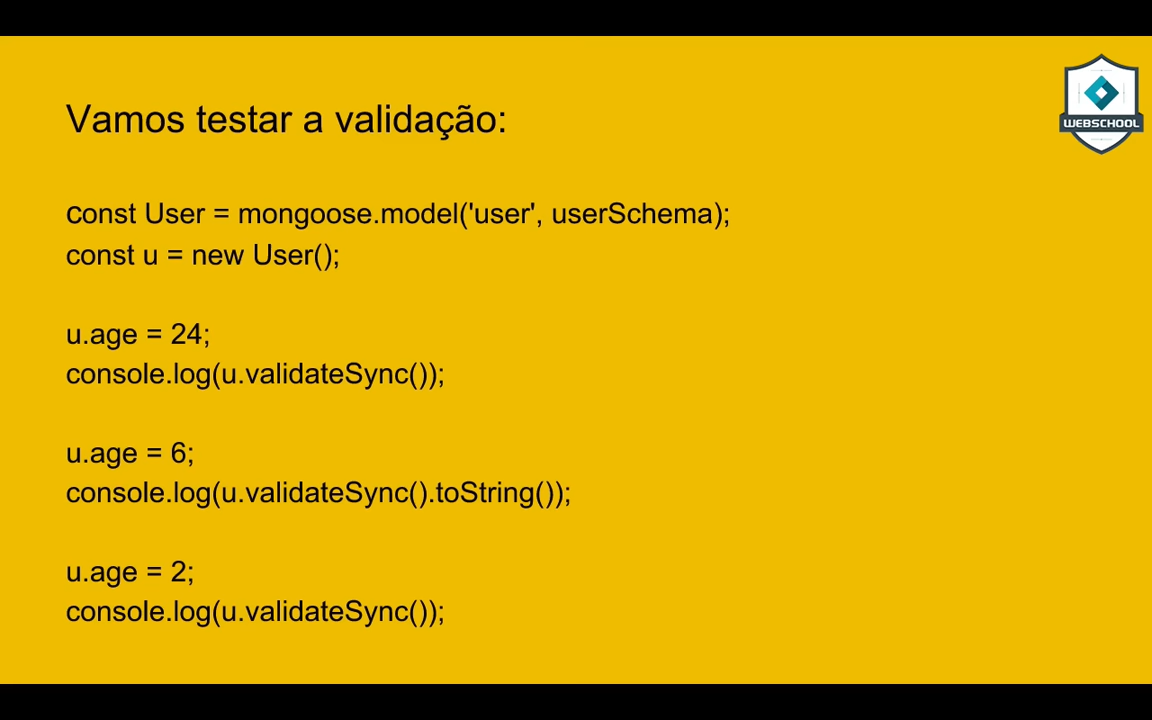 Vamos testar a validação:
WEBSCHOOL
const User = mongoose.model('user', userSchema);
const u = new User();
u.age = 24;
console.log(u.validateSync());
u.age = 6;
console.log(u.validateSync().toString());
u.age = 2;
console.log(u.validateSync());